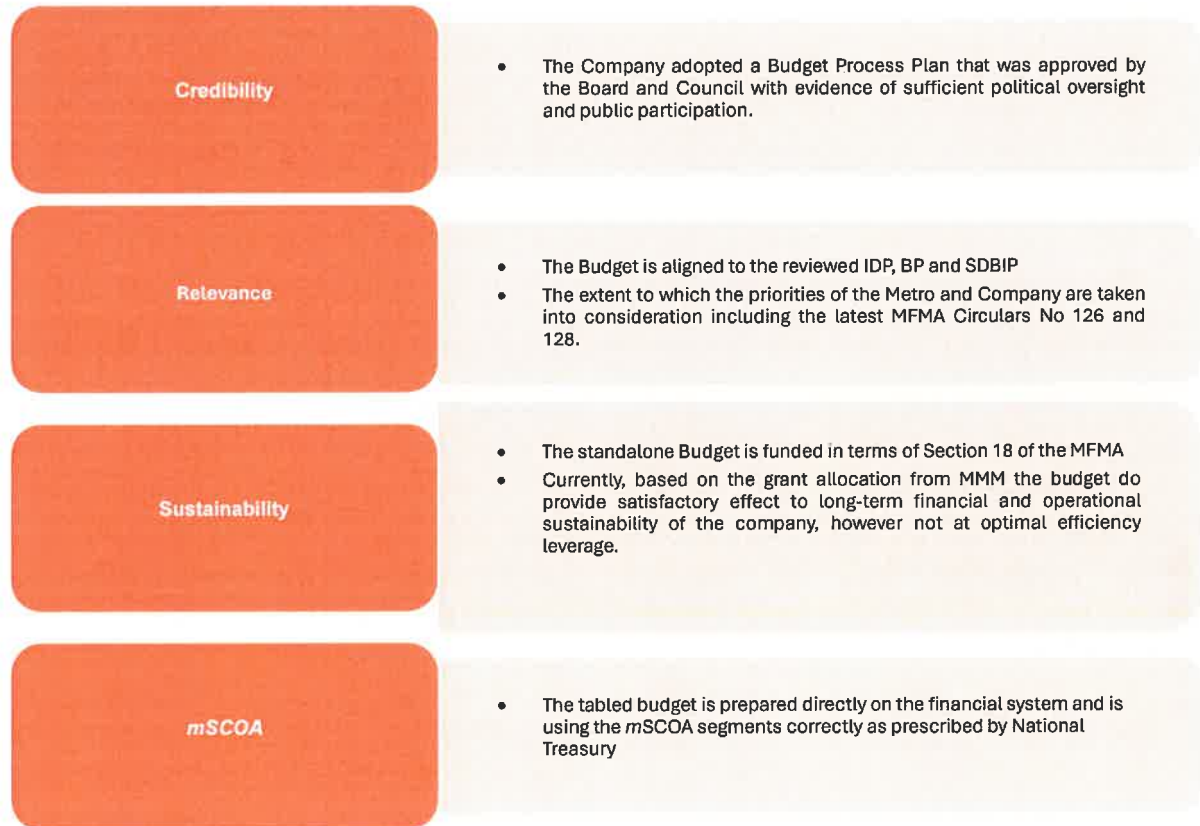 Credibility
• The Company adopted a Budget Process Plan that was approved by
the Board and Council with evidence of sufficient political oversight
and public participation.
Relevance
• The Budget is aligned to the reviewed IDP, BP and SDBIP
• The extent to which the priorities of the Metro and Company are taken
into consideration including the latest MFMA Circulars No 126 and
128.
Sustainability
• The standalone Budget is funded in terms of Section 18 of the MFMA
• Currently, based on the grant allocation from MMM the budget do
provide satisfactory effect to long-term financial and operational
sustainability of the company, however not at optimal efficiency
leverage.
mSCOA
• The tabled budget is prepared directly on the financial system and is
using the mSCOA segments correctly as prescribed by National
Treasury